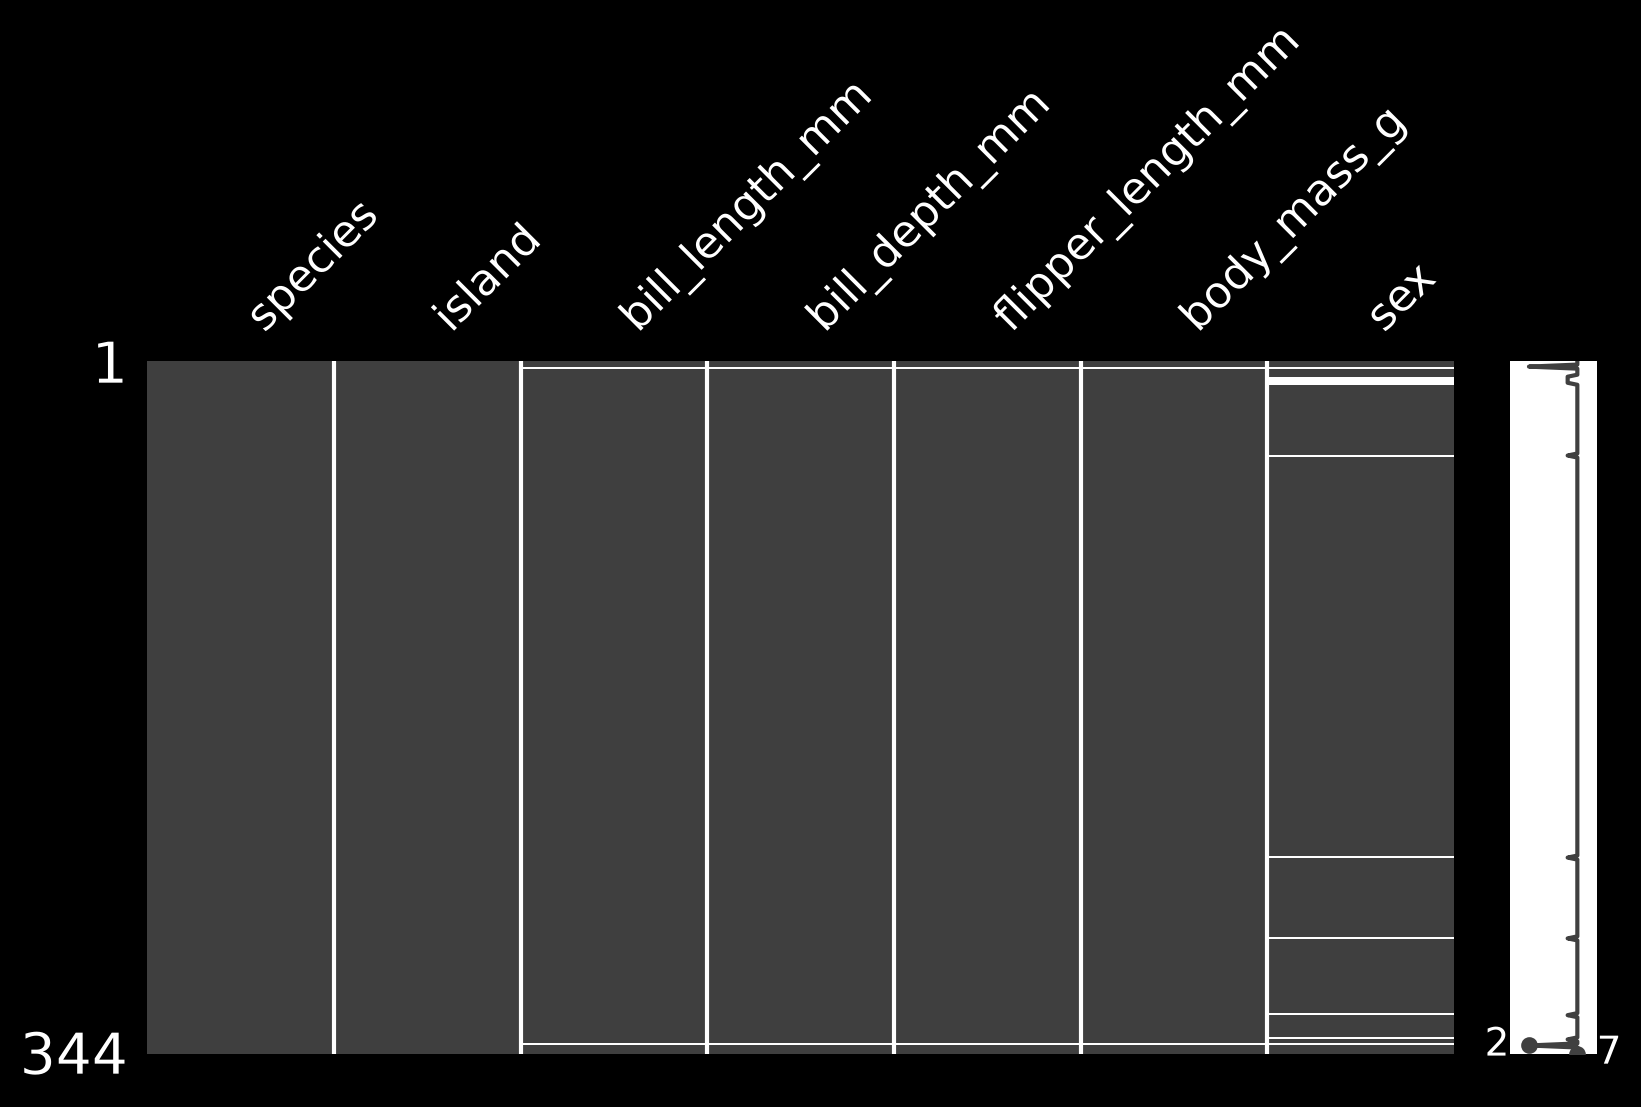 species
island
bill_length_mm
bill_depth_mm
flipper_length_mm
body_mass_g
sex
1
344
2
7